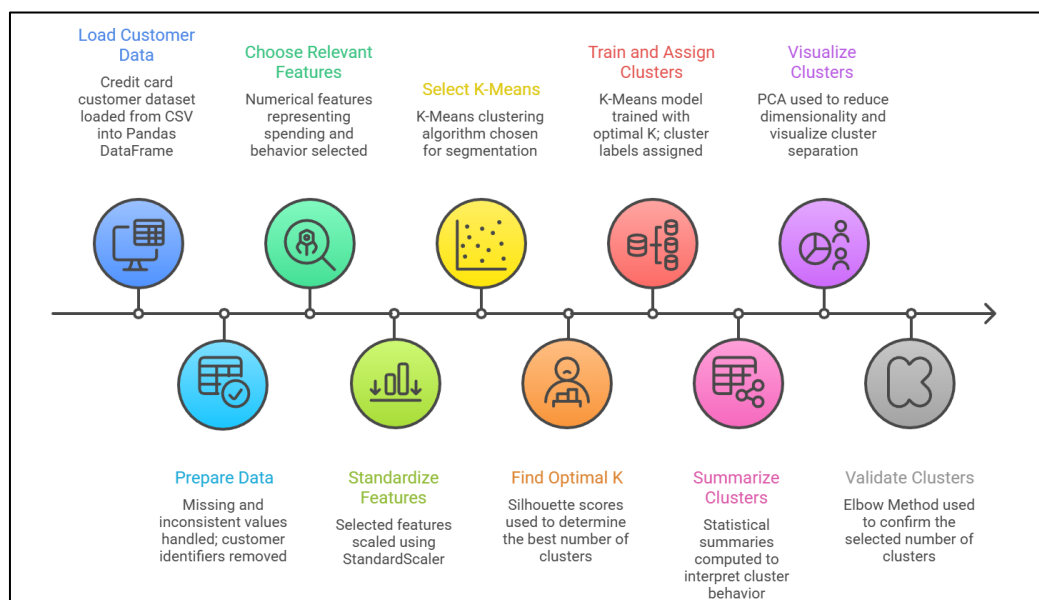 Load Customer
Data
Credit card
customer dataset
loaded from CSV
into Pandas
DataFrame
Prepare Data
Missing and
inconsistent values
handled; customer
identifiers removed
Choose Relevant
Features
Numerical features
representing
spending and
behavior selected
Standardize
Features
Selected features
scaled using
StandardScaler
Select K-Means
K-Means clustering
algorithm chosen
for segmentation
Find Optimal K
Silhouette scores
used to determine
the best number of
clusters
Train and Assign
Clusters
K-Means model
trained with
optimal K; cluster
labels assigned
Summarize
Clusters
Statistical
summaries
computed to
interpret cluster
behavior
Visualize
Clusters
PCA used to reduce
dimensionality and
visualize cluster
separation
Validate Clusters
Elbow Method used
to confirm the
selected number of
clusters